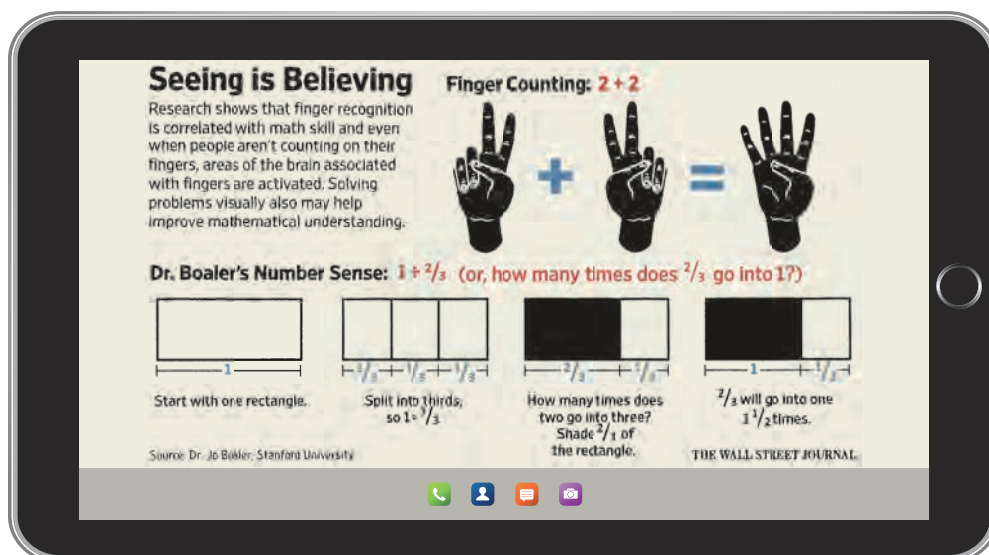 Seeing is Believing
Research shows that finger recognition
is correlated with math skill and even
when people aren't counting on their
fingers, areas of the brain associated
with fingers are activated. Solving
problems visually also may help
improve mathematical understanding.
Finger Counting: 2 + 2
+
=
Dr. Boaler's Number Sense: 1 ÷ 2/3 (or, how many times does 2/3 go into 1?)
1
1/3 1/3 1/3
2/3 1/3
1 1/2
Start with one rectangle.
Split into thirds,
so 1= 3/3
How many times does
two go into three?
Shade 2/3 of
the rectangle.
2/3 will go into one
1 1/2 times.
Source: Dr. Jo Boaler, Stanford University
THE WALL STREET JOURNAL